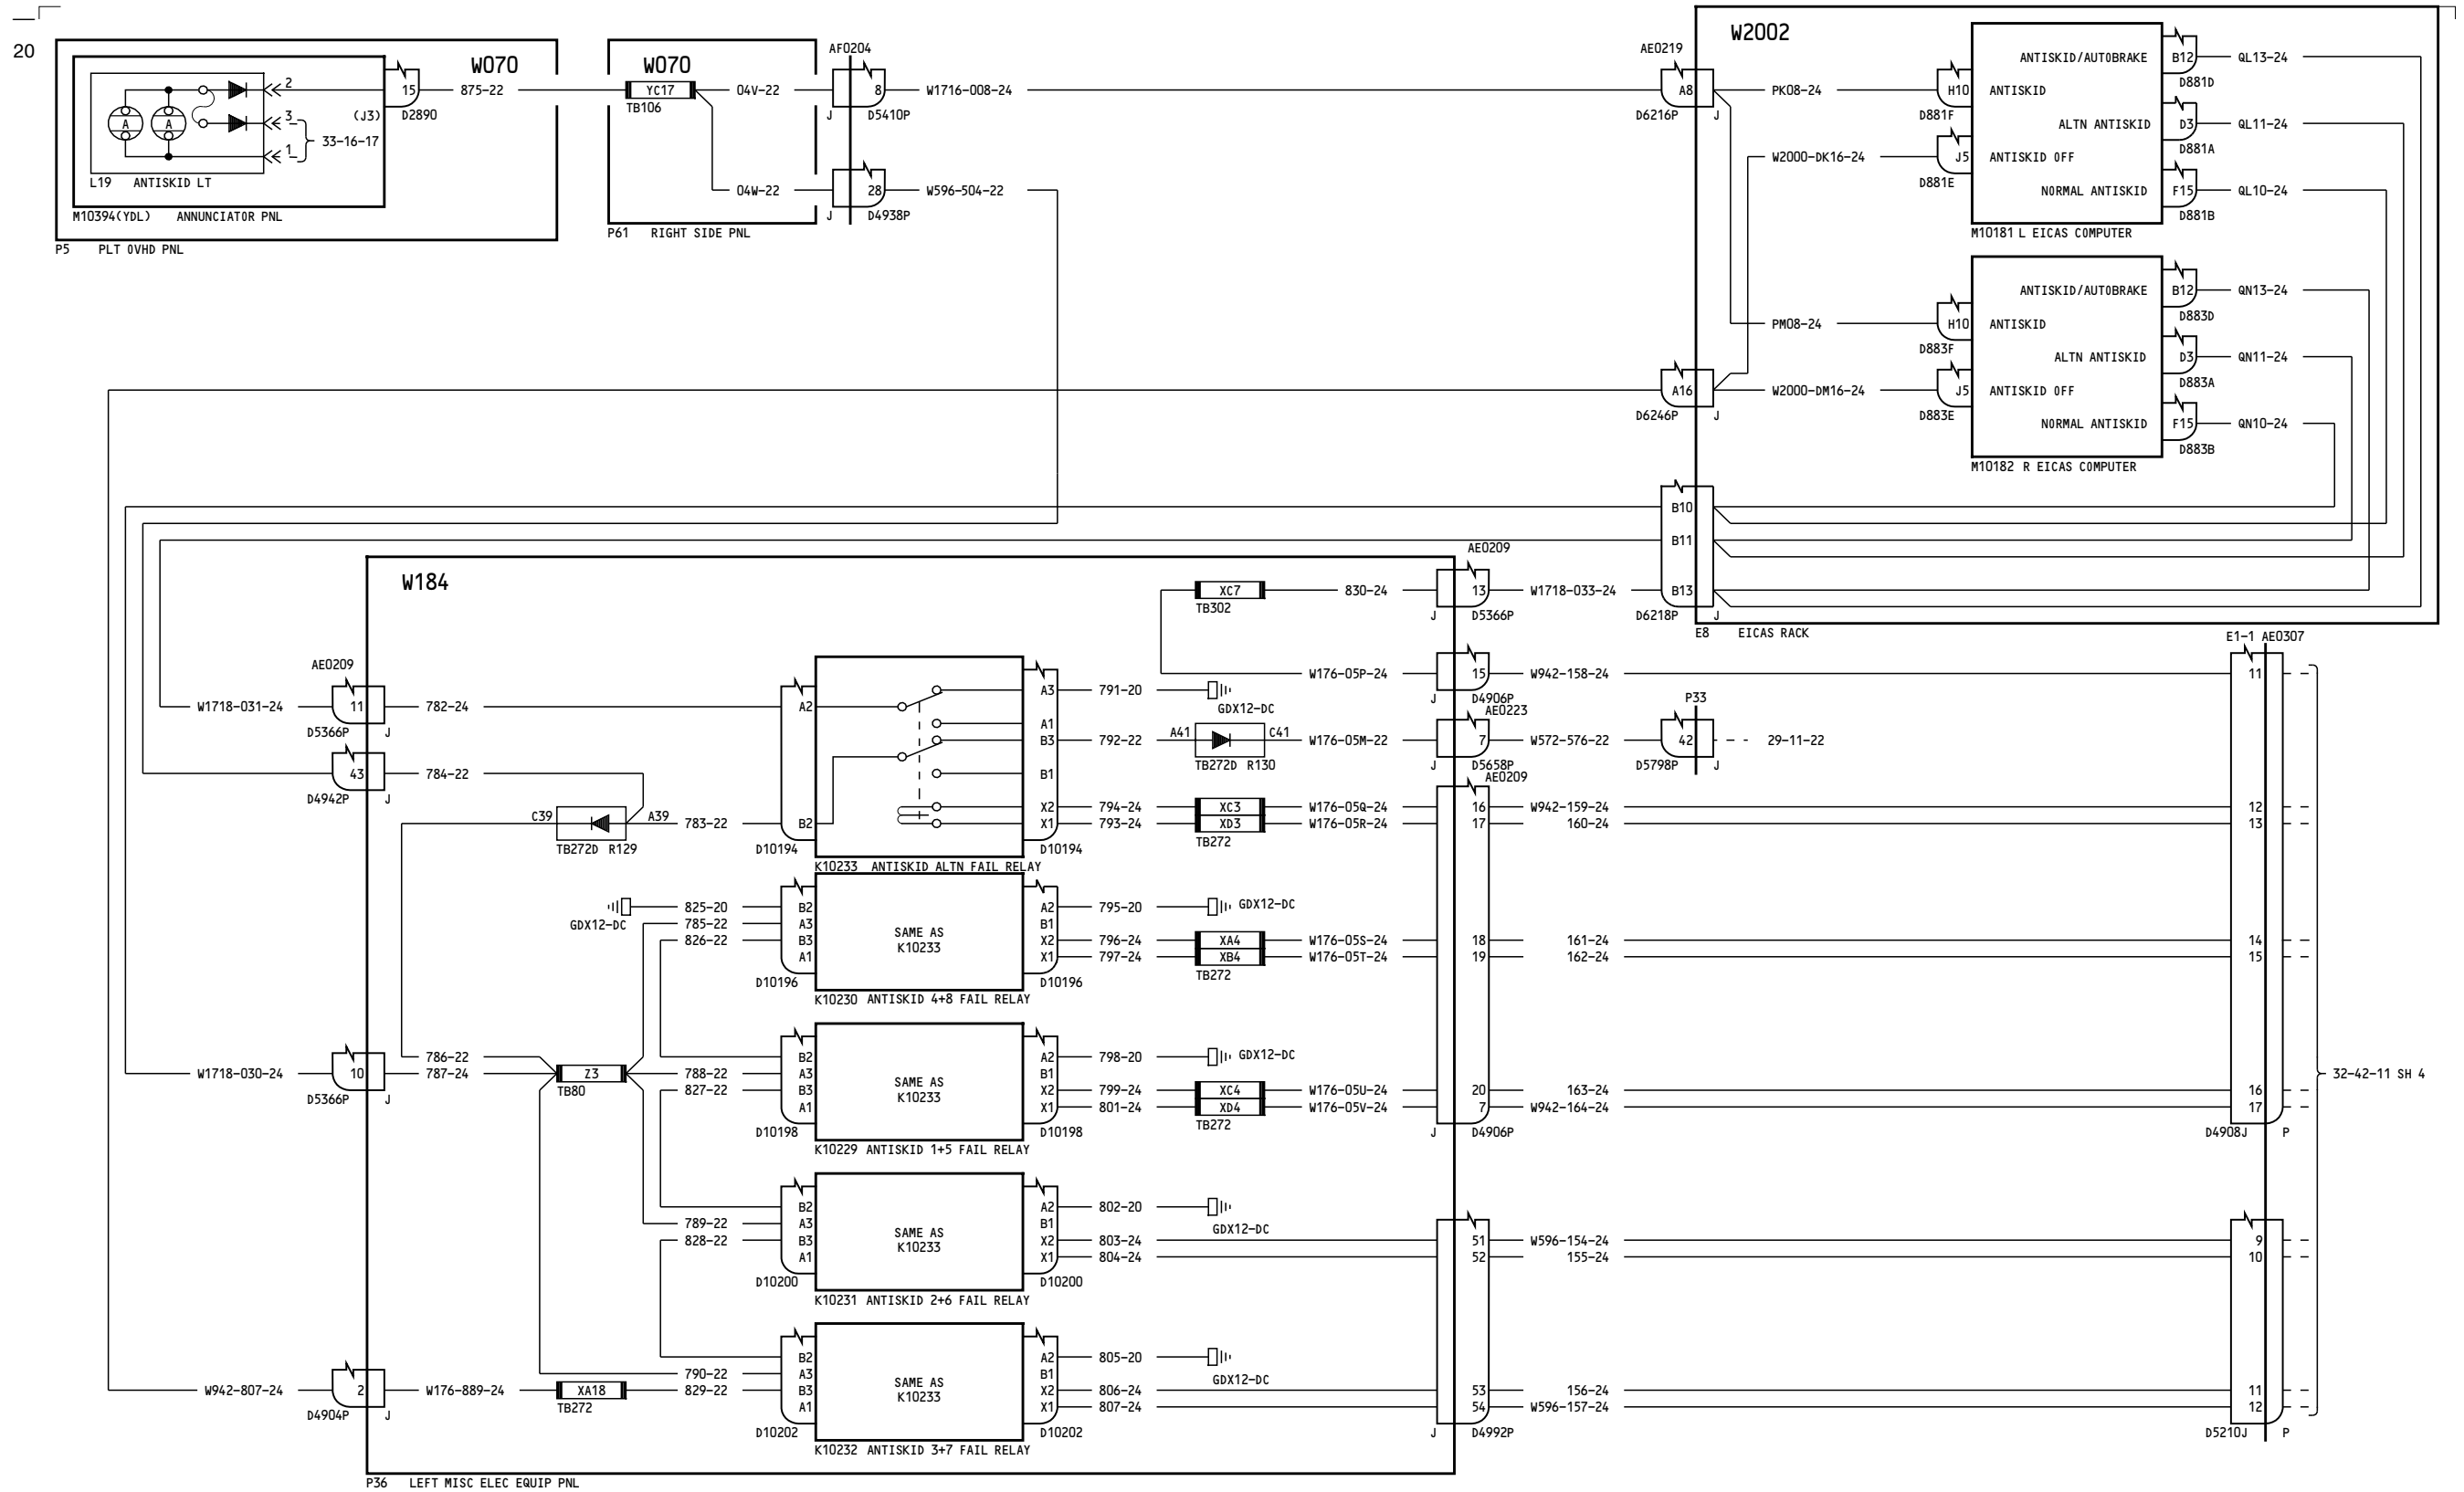 20
W070
2
15
875-22
(J3)
D2890
A
A
3
1
33-16-17
L19 ANTISKID LT
M10394(YDL) ANNUNCIATOR PNL
P5 PLT OVHD PNL
W070
YC17
TB106
04V-22
04W-22
P61 RIGHT SIDE PNL
AF0204
8
W1716-008-24
J
D5410P
28
W596-504-22
J
D4938P
W2002
AE0219
A8
D6216P
J
PK08-24
H10
D881F
W2000-DK16-24
J5
D881E
ANTISKID/AUTOBRAKE
ANTISKID
ALTN ANTISKID
ANTISKID OFF
NORMAL ANTISKID
B12
QL13-24
D881D
D3
QL11-24
D881A
F15
QL10-24
D881B
M10181 L EICAS COMPUTER
PM08-24
H10
D883F
W2000-DM16-24
J5
D883E
ANTISKID/AUTOBRAKE
ANTISKID
ALTN ANTISKID
ANTISKID OFF
NORMAL ANTISKID
B12
QN13-24
D883D
D3
QN11-24
D883A
F15
QN10-24
D883B
M10182 R EICAS COMPUTER
A16
D6246P
J
B10
B11
B13
D6218P
J
E8 EICAS RACK
W184
AE0209
W1718-031-24
11
782-24
D5366P
J
43
784-22
D4942P
J
C39
A39
783-22
TB272D R129
A2
B2
D10194
A3
A1
B3
B1
X2
X1
D10194
K10233 ANTISKID ALTN FAIL RELAY
791-20
GDX12-DC
792-22
A41
C41
W176-05M-22
TB272D R130
794-24
XC3
W176-05Q-24
793-24
XD3
W176-05R-24
TB272
XC7
TB302
830-24
AE0209
13
W1718-033-24
J
D5366P
W176-05P-24
15
W942-158-24
J
D4906P
AE0223
7
W572-576-22
J
D5658P
AE0209
P33
42
29-11-22
D5798P
J
16
W942-159-24
17
160-24
E1-1 AE0307
11
12
13
GDX12-DC
825-20
785-22
826-22
B2
A3
B3
A1
D10196
SAME AS
K10233
A2
B1
X2
X1
D10196
K10230 ANTISKID 4+8 FAIL RELAY
795-20
GDX12-DC
796-24
XA4
W176-05S-24
797-24
XB4
W176-05T-24
TB272
18
161-24
14
19
162-24
15
W1718-030-24
10
786-22
787-24
D5366P
J
Z3
TB80
788-22
827-22
B2
A3
B3
A1
D10198
SAME AS
K10233
A2
B1
X2
X1
D10198
K10229 ANTISKID 1+5 FAIL RELAY
798-20
GDX12-DC
799-24
XC4
W176-05U-24
801-24
XD4
W176-05V-24
TB272
20
163-24
16
7
W942-164-24
17
J
D4906P
D4908J
P
32-42-11 SH 4
789-22
828-22
B2
A3
B3
A1
D10200
SAME AS
K10233
A2
B1
X2
X1
D10200
K10231 ANTISKID 2+6 FAIL RELAY
802-20
GDX12-DC
803-24
804-24
51
W596-154-24
9
52
155-24
10
W942-807-24
2
W176-889-24
D4904P
J
XA18
TB272
790-22
829-22
B2
A3
B3
A1
D10202
SAME AS
K10233
A2
B1
X2
X1
D10202
K10232 ANTISKID 3+7 FAIL RELAY
805-20
GDX12-DC
806-24
807-24
53
156-24
11
54
W596-157-24
12
J
D4992P
D5210J
P
P36 LEFT MISC ELEC EQUIP PNL